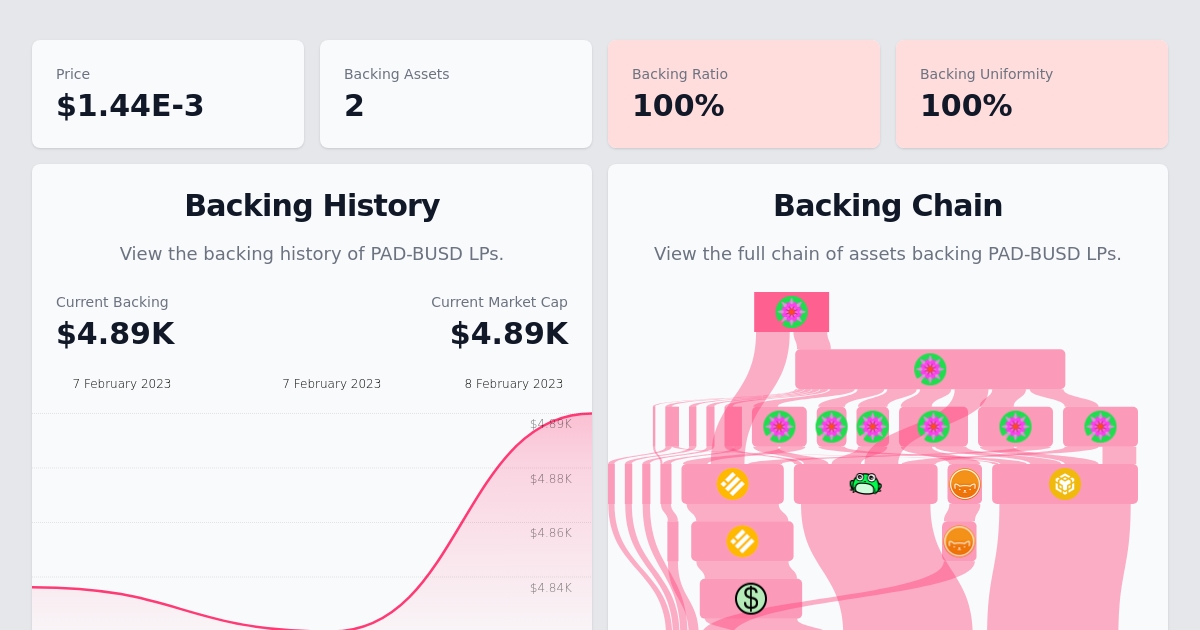 Price
$1.44E-3
Backing Assets
2
Backing Ratio
100%
Backing Uniformity
100%
Backing History
View the backing history of PAD-BUSD LPs.
Current Backing
$4.89K
Current Market Cap
$4.89K
7 February 2023
7 February 2023
8 February 2023
$4.89K
$4.88K
$4.86K
$4.84K
Backing Chain
View the full chain of assets backing PAD-BUSD LPs.
$